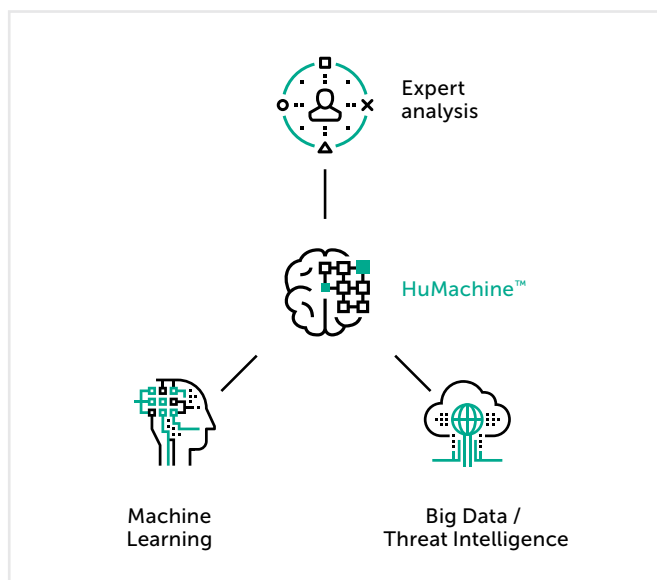 Expert
analysis
HuMachine™
Machine
Learning
Big Data /
Threat Intelligence